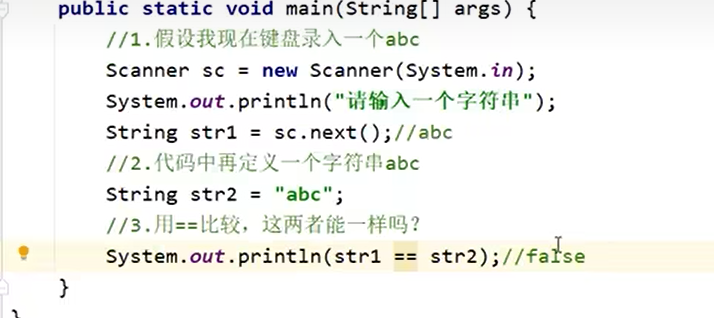 public static void main(String[] args) {
//1.假设我现在键盘录入一个abc
Scanner sc = new Scanner(System.in);
System.out.println("请输入一个字符串");
String str1 = sc.next();//abc
//2.代码中再定义一个字符串abc
String str2 = "abc";
//3.用==比较，这两者能一样吗？
System.out.println(str1 == str2);//false
}
}